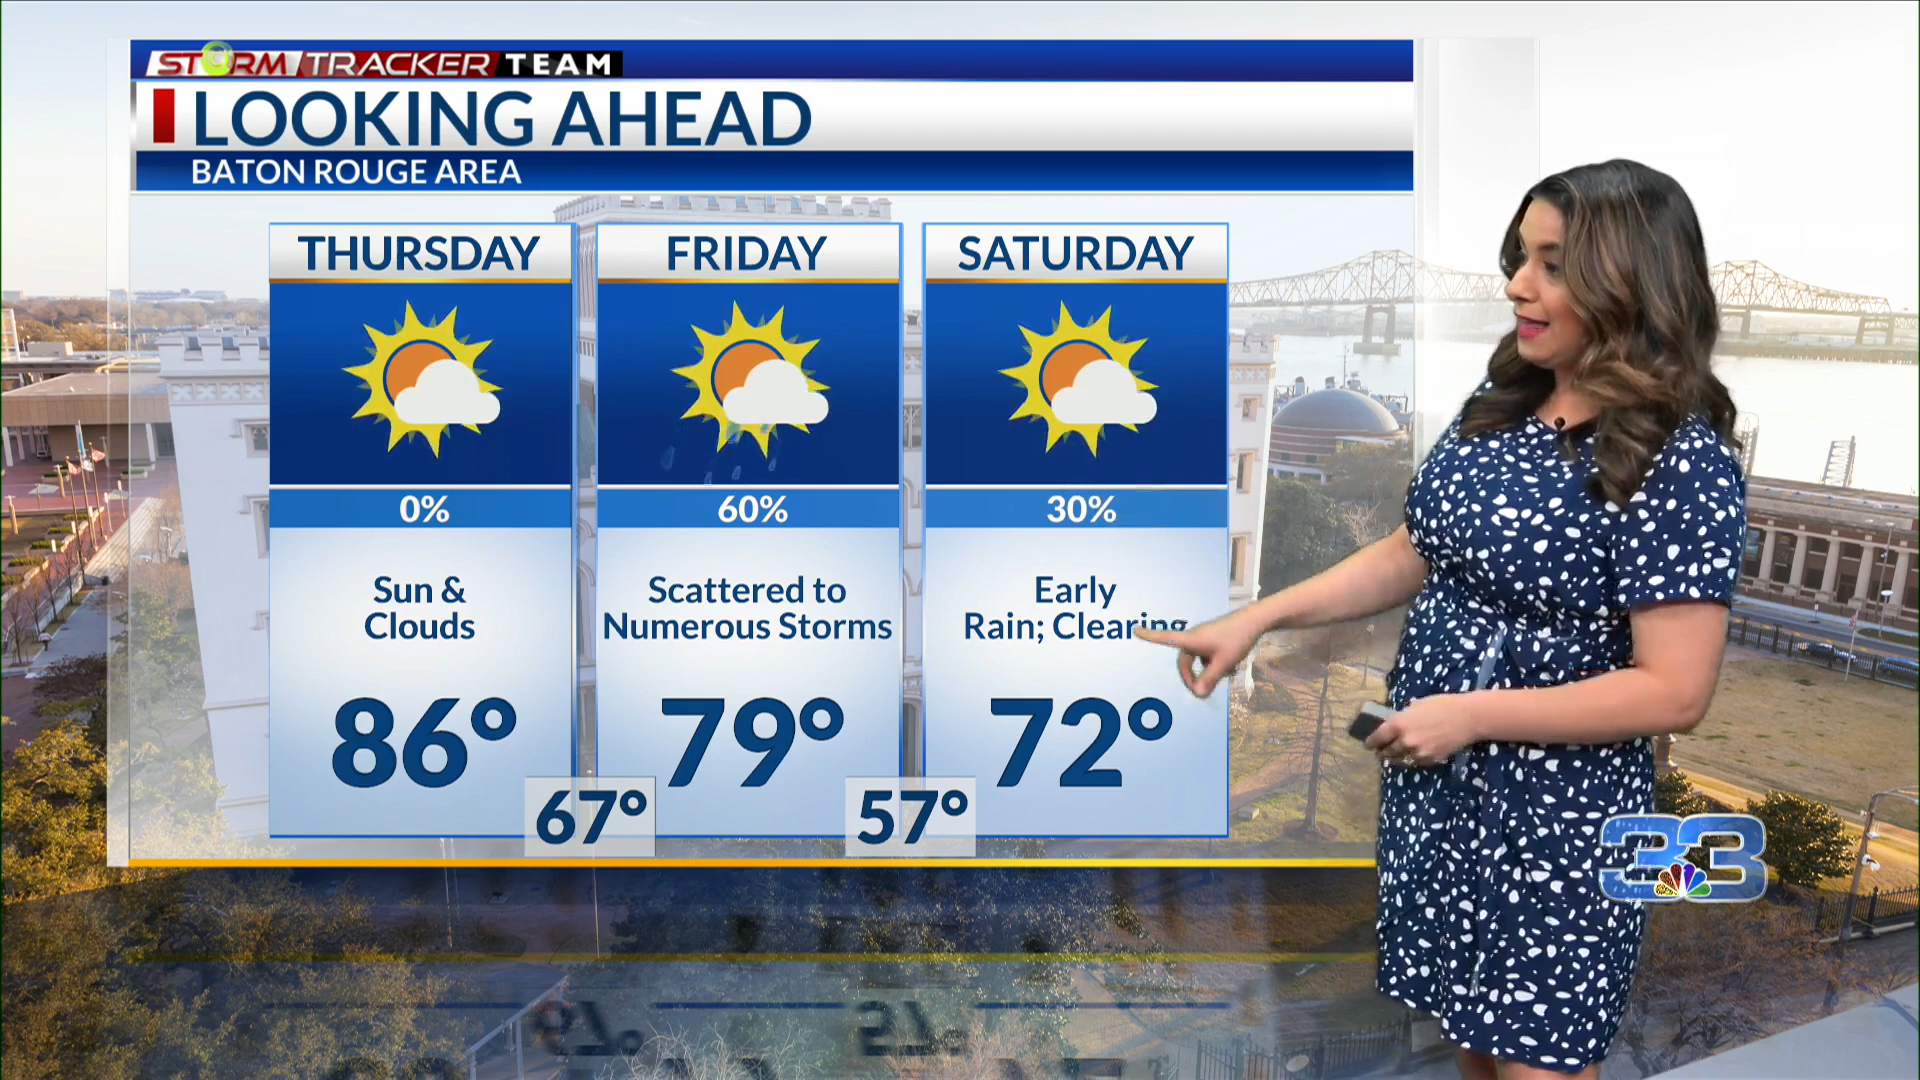 STORM TRACKER TEAM
LOOKING AHEAD
BATON ROUGE AREA
THURSDAY
0%
Sun &
Clouds
86°
67°
FRIDAY
60%
Scattered to
Numerous Storms
79°
57°
SATURDAY
30%
Early
Rain; Clearing
72°
33